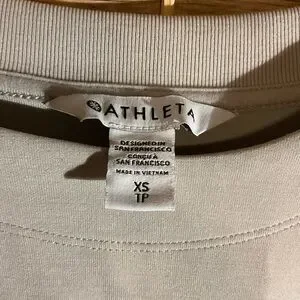 ATHLETA
DESIGNED IN
SAN FRANCISCO
CONÇU À
SAN FRANCISCO
MADE IN VIETNAM
XS
TP